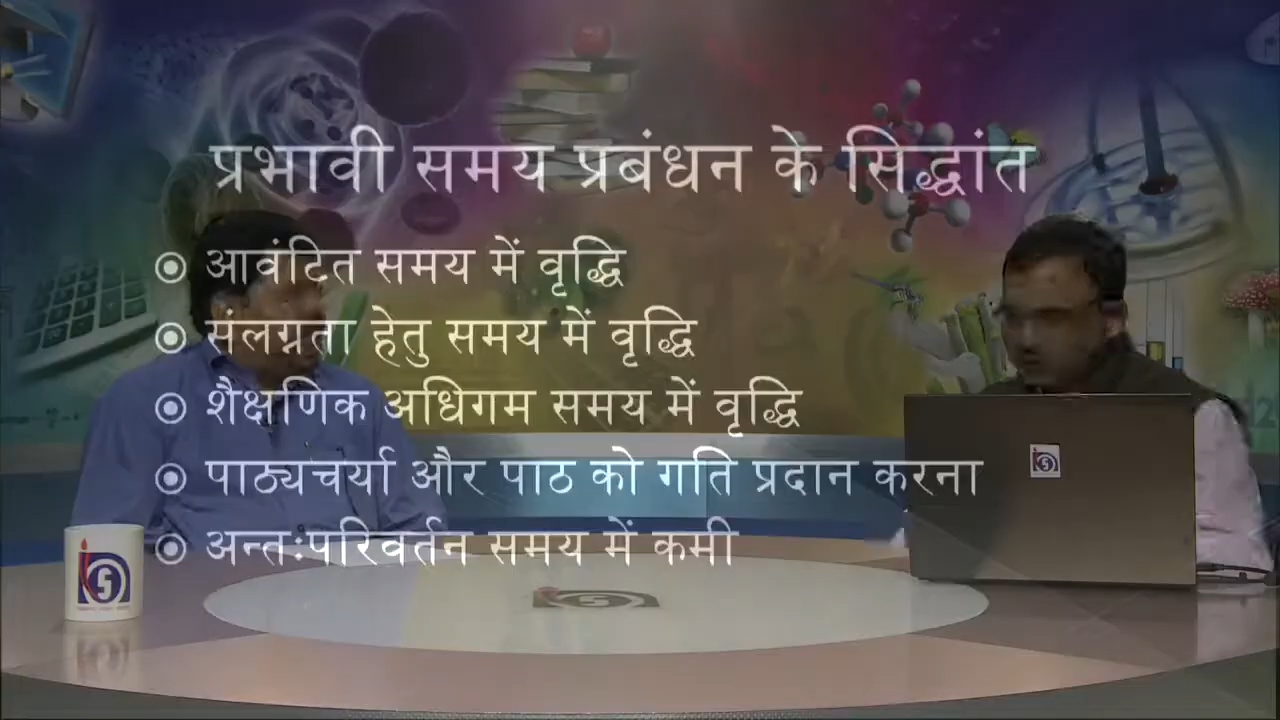 प्रभावी समय प्रबंधन के सिद्धांत
आवंटित समय में वृद्धि
संलग्नता हेतु समय में वृद्धि
शैक्षणिक अधिगम समय में वृद्धि
पाठ्यचर्या और पाठ को गति प्रदान करना
अन्तःपरिवर्तन समय में कमी